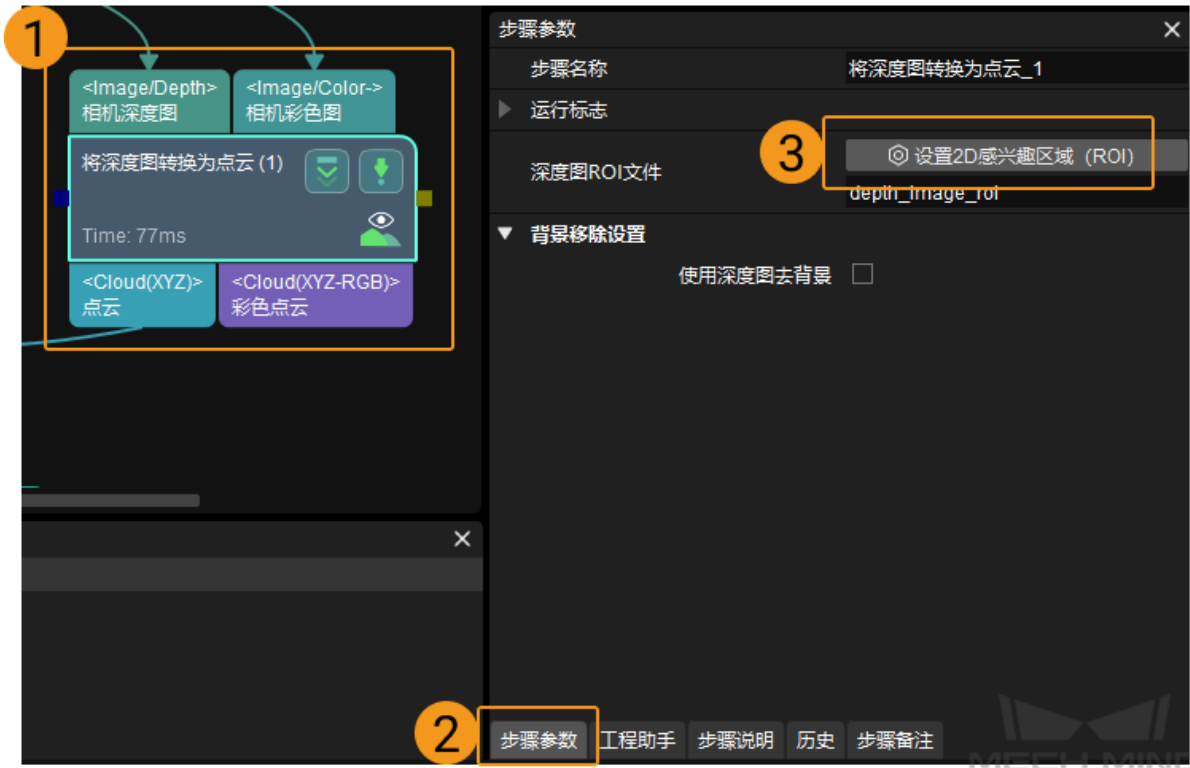 1
<Image/Depth>
相机深度图
<Image/Color->
相机彩色图
将深度图转换为点云 (1)
Time: 77ms
<Cloud(XYZ)>
点云
<Cloud(XYZ-RGB)>
彩色点云
步骤参数
步骤名称
将深度图转换为点云_1
运行标志
3
深度图ROI文件
设置2D感兴趣区域（ROI）
depth_image_roi
背景移除设置
使用深度图去背景
2
步骤参数
工程助手
步骤说明
历史
步骤备注